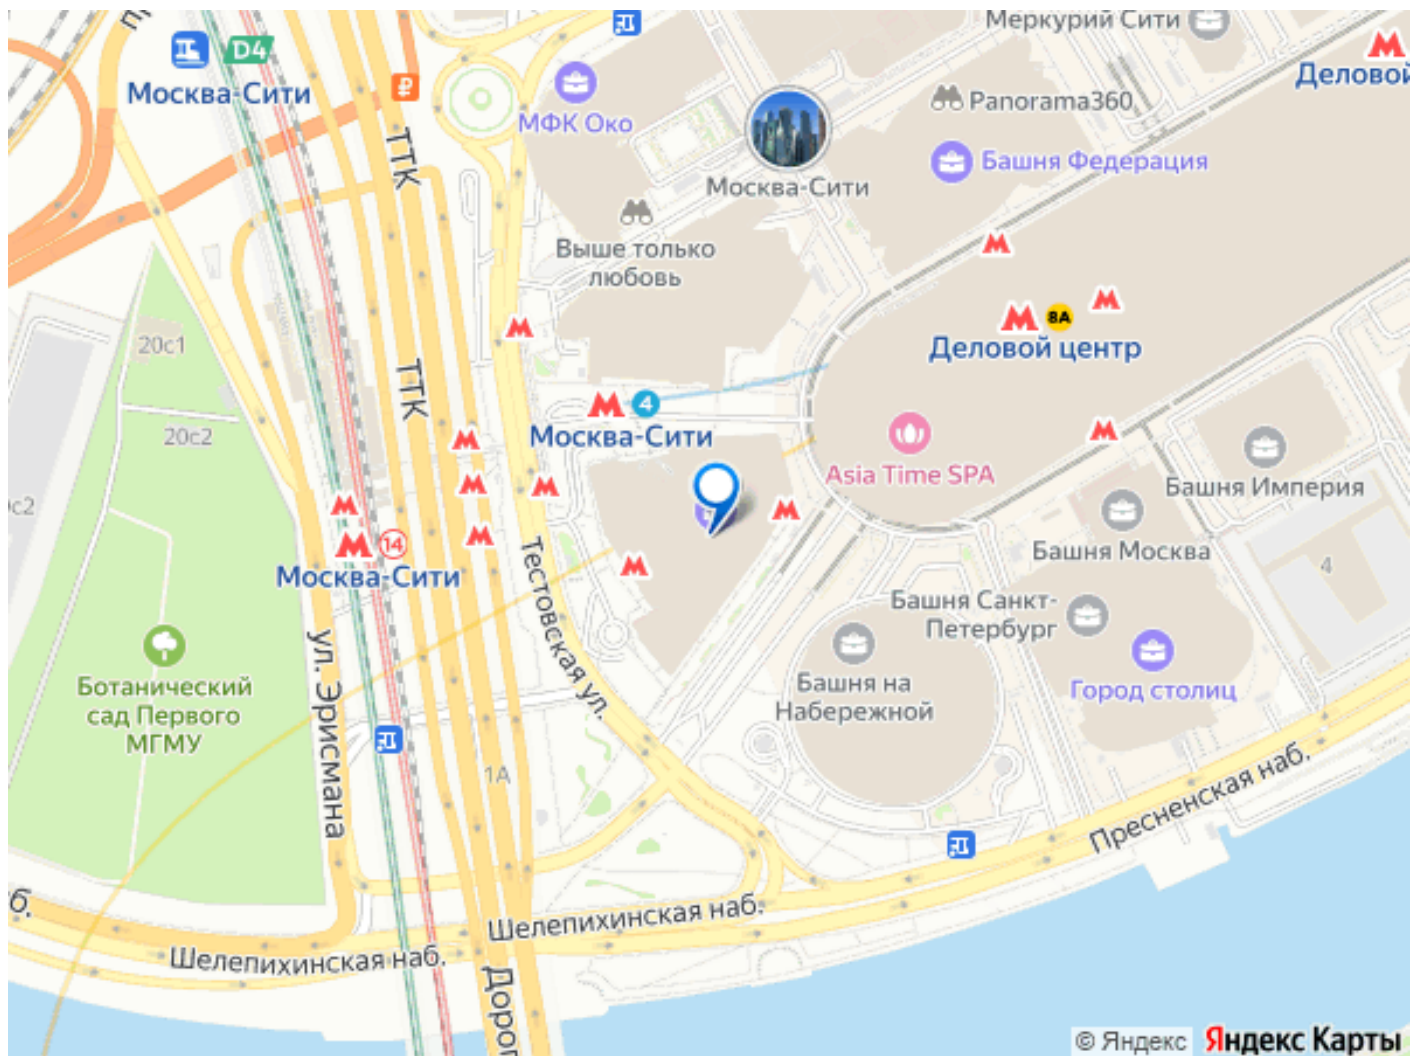 Меркурий Сити
D4
Москва-Сити
₽
МФК Око
Panorama360
Деловой
Башня Федерация
Москва-Сити
ТТК
Выше только
любовь
20с1
8А
Деловой центр
ТТК
4
Москва-Сити
20с2
Asia Time SPA
Башня Империя
с2
14
Москва-Сити
Башня Москва
4
Тестовская ул.
Башня Санкт-
Петербург
ул. Эрисмана
Ботанический
сад Первого
МГМУ
Башня на
Набережной
Город столиц
1А
Пресненская наб.
б.
Шелепихинская наб.
Шелепихинская наб.
Дорог
© Яндекс
Яндекс Карты